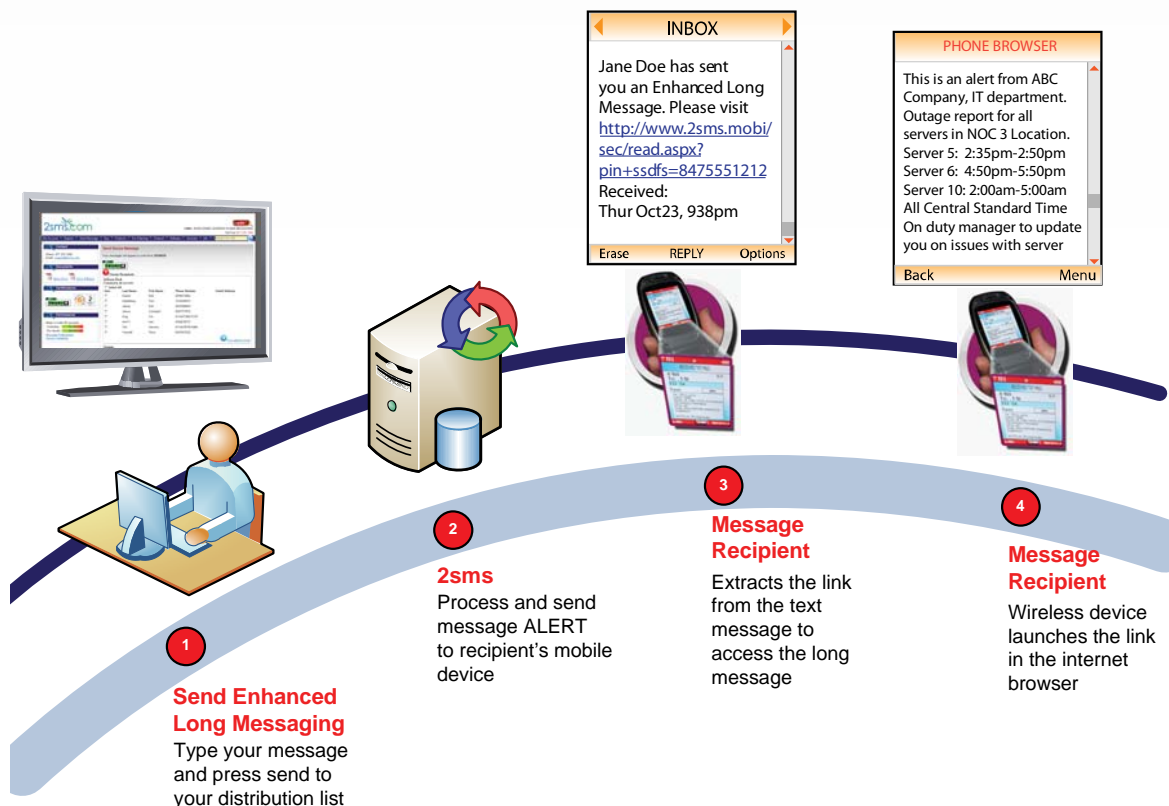 INBOX
Jane Doe has sent
you an Enhanced Long
Message. Please visit
http://www.2sms.mobi/
sec/read.aspx?
pin+ssdfs=8475551212
Received:
Thur Oct23, 938pm
Erase REPLY Options
PHONE BROWSER
This is an alert from ABC
Company, IT department.
Outage report for all
servers in NOC 3 Location.
Server 5: 2:35pm-2:50pm
Server 6: 4:50pm-5:50pm
Server 10: 2:00am-5:00am
All Central Standard Time
On duty manager to update
you on issues with server
Back Menu
2sms.com
1
Send Enhanced
Long Messaging
Type your message
and press send to
your distribution list
2
2sms
Process and send
message ALERT
to recipient's mobile
device
3
Message
Recipient
Extracts the link
from the text
message to
access the long
message
4
Message
Recipient
Wireless device
launches the link
in the internet
browser